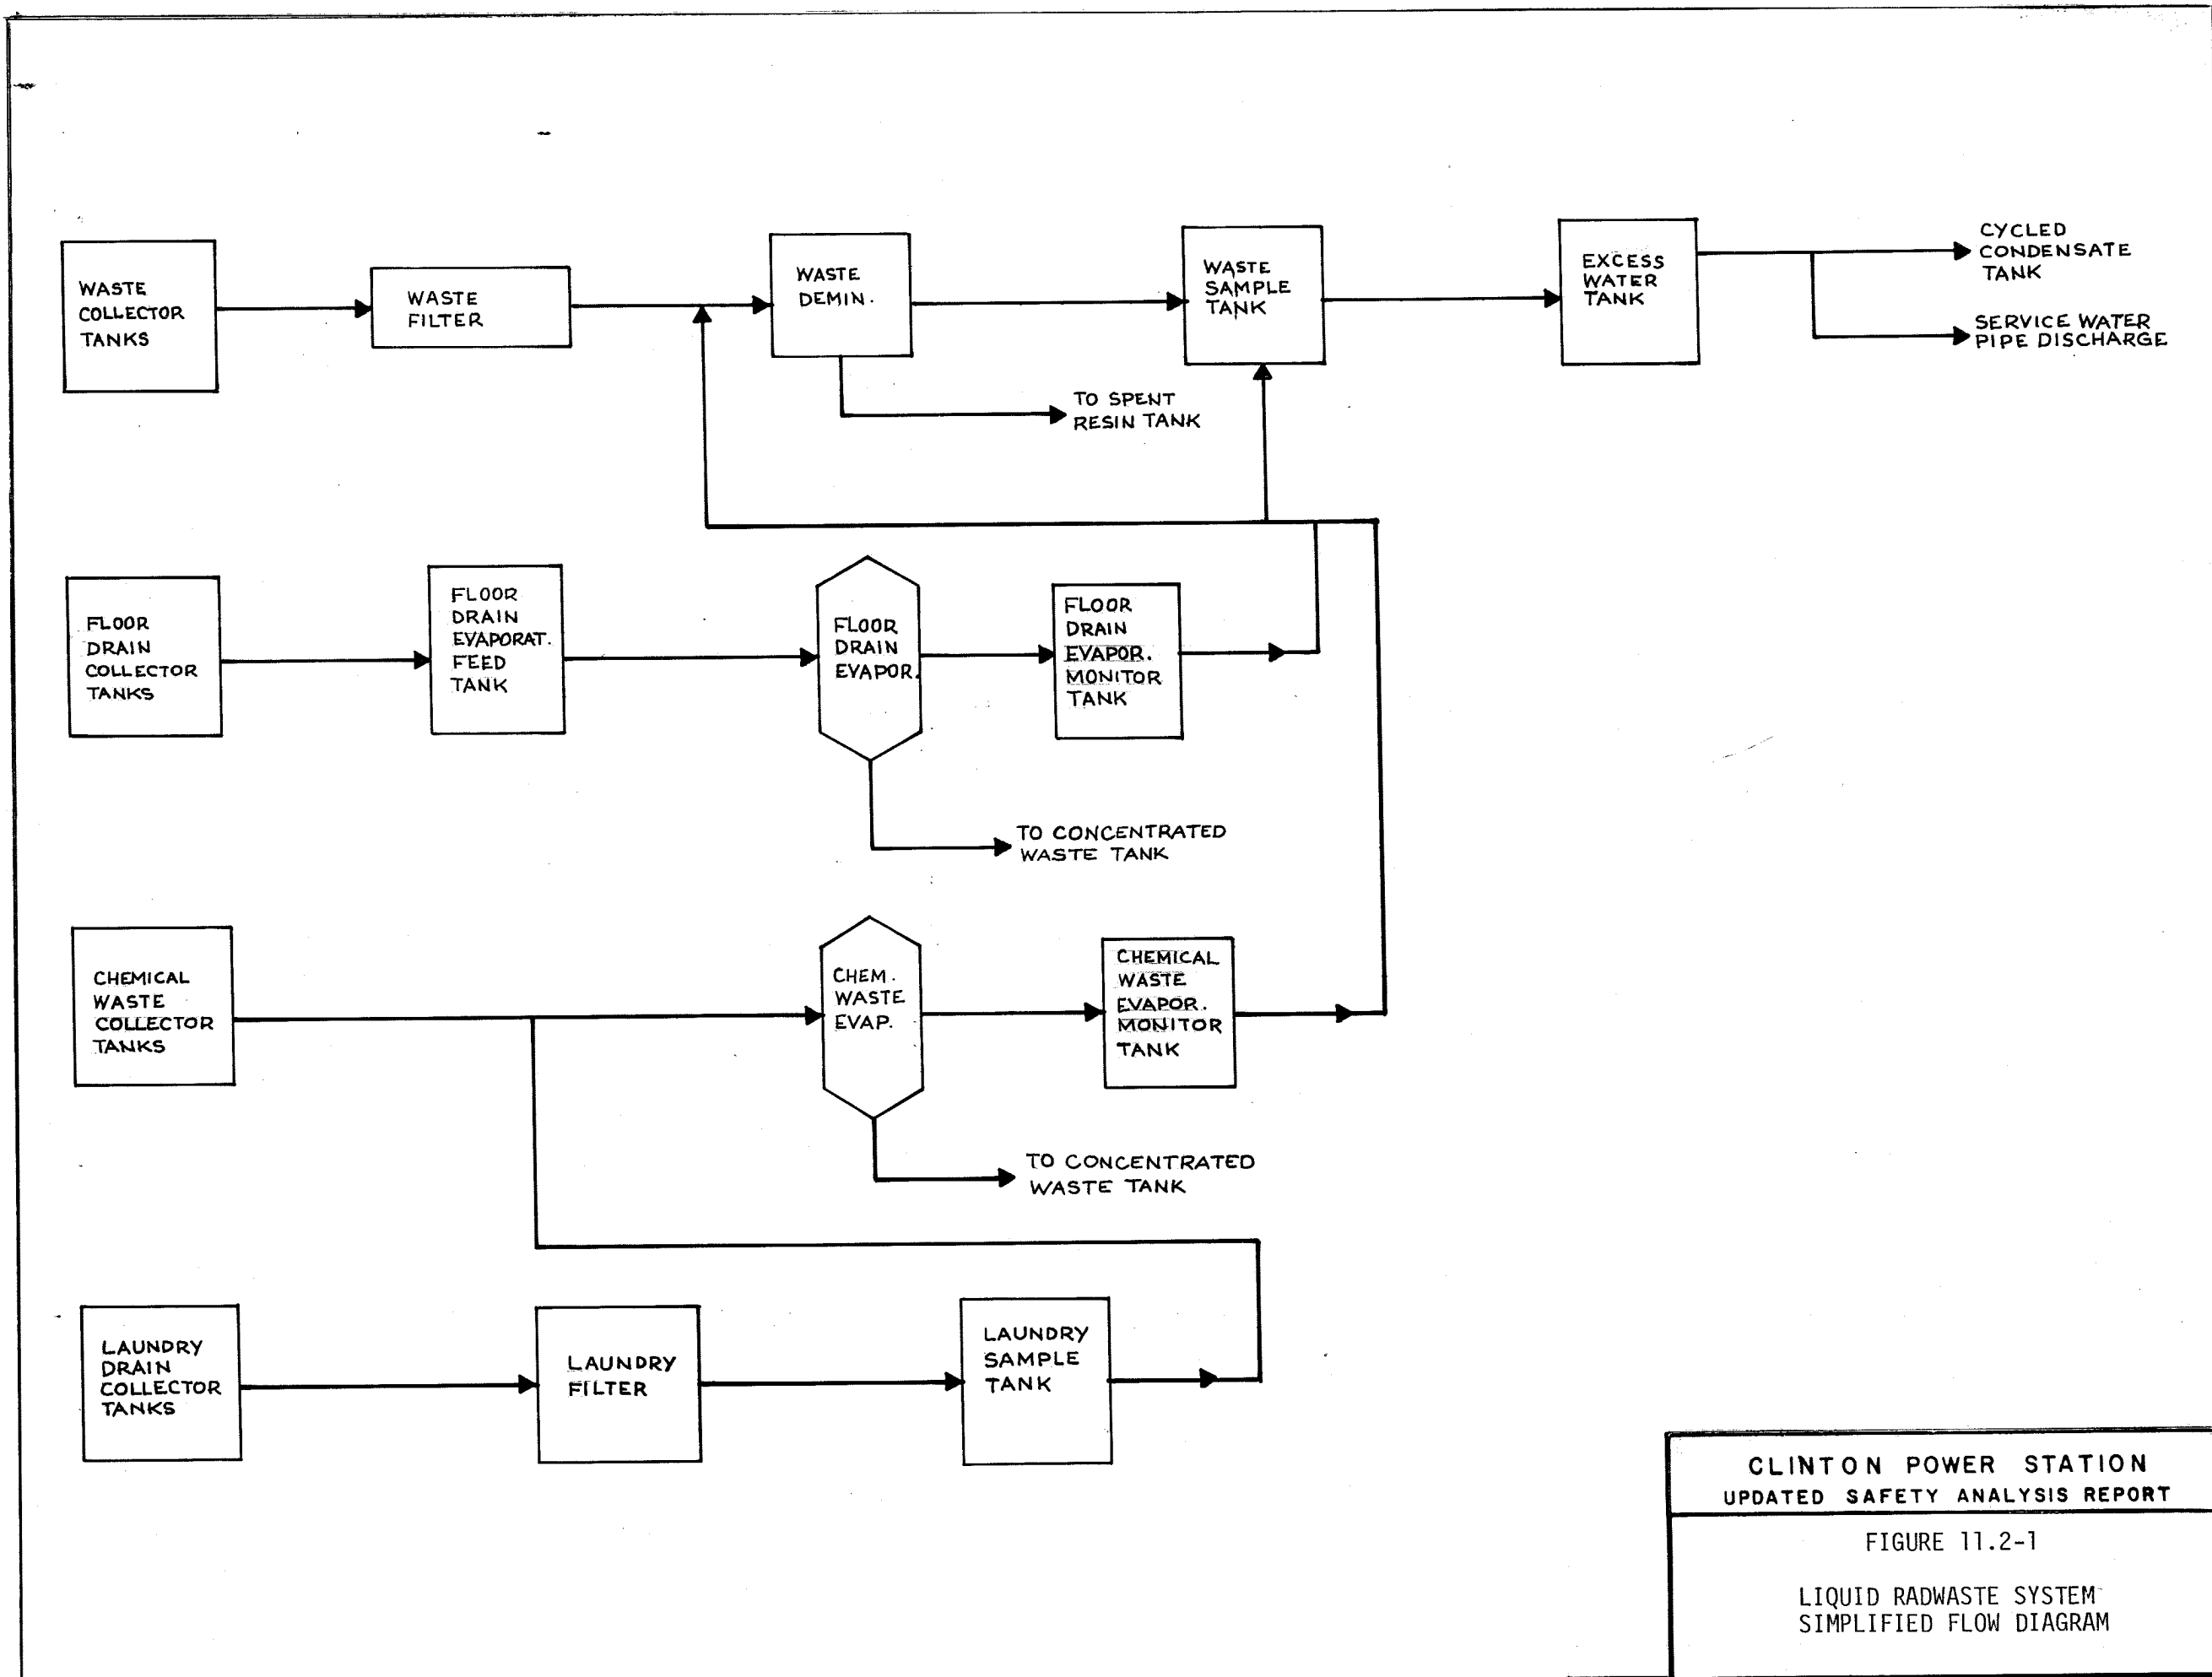 WASTE
COLLECTOR
TANKS
WASTE
FILTER
WASTE
DEMIN.
WASTE
SAMPLE
TANK
EXCESS
WATER
TANK
CYCLED
CONDENSATE
TANK
SERVICE WATER
PIPE DISCHARGE
TO SPENT
RESIN TANK
FLOOR
DRAIN
COLLECTOR
TANKS
FLOOR
DRAIN
EVAPORAT.
FEED
TANK
FLOOR
DRAIN
EVAPOR.
FLOOR
DRAIN
EVAPOR.
MONITOR
TANK
TO CONCENTRATED
WASTE TANK
CHEMICAL
WASTE
COLLECTOR
TANKS
CHEM.
WASTE
EVAP.
CHEMICAL
WASTE
EVAPOR.
MONITOR
TANK
TO CONCENTRATED
WASTE TANK
LAUNDRY
DRAIN
COLLECTOR
TANKS
LAUNDRY
FILTER
LAUNDRY
SAMPLE
TANK
CLINTON POWER STATION
UPDATED SAFETY ANALYSIS REPORT
FIGURE 11.2-1
LIQUID RADWASTE SYSTEM
SIMPLIFIED FLOW DIAGRAM